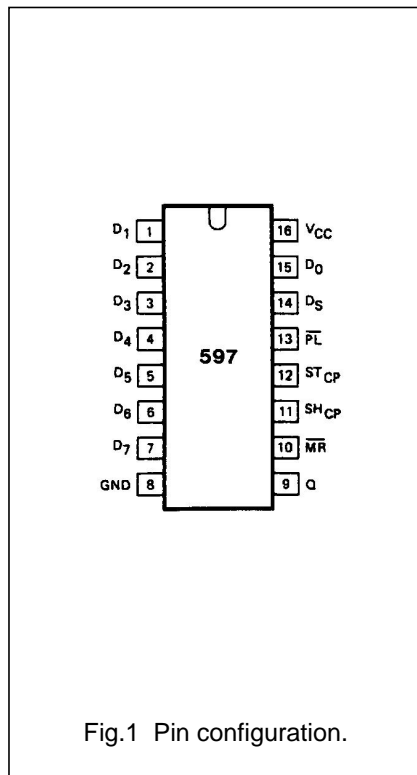 D1 1 16 VCC
D2 2 15 D0
D3 3 14 DS
D4 4 13 PL
D5 5 12 STCP
D6 6 11 SHCP
D7 7 10 MR
GND 8 9 Q
597
Fig.1 Pin configuration.